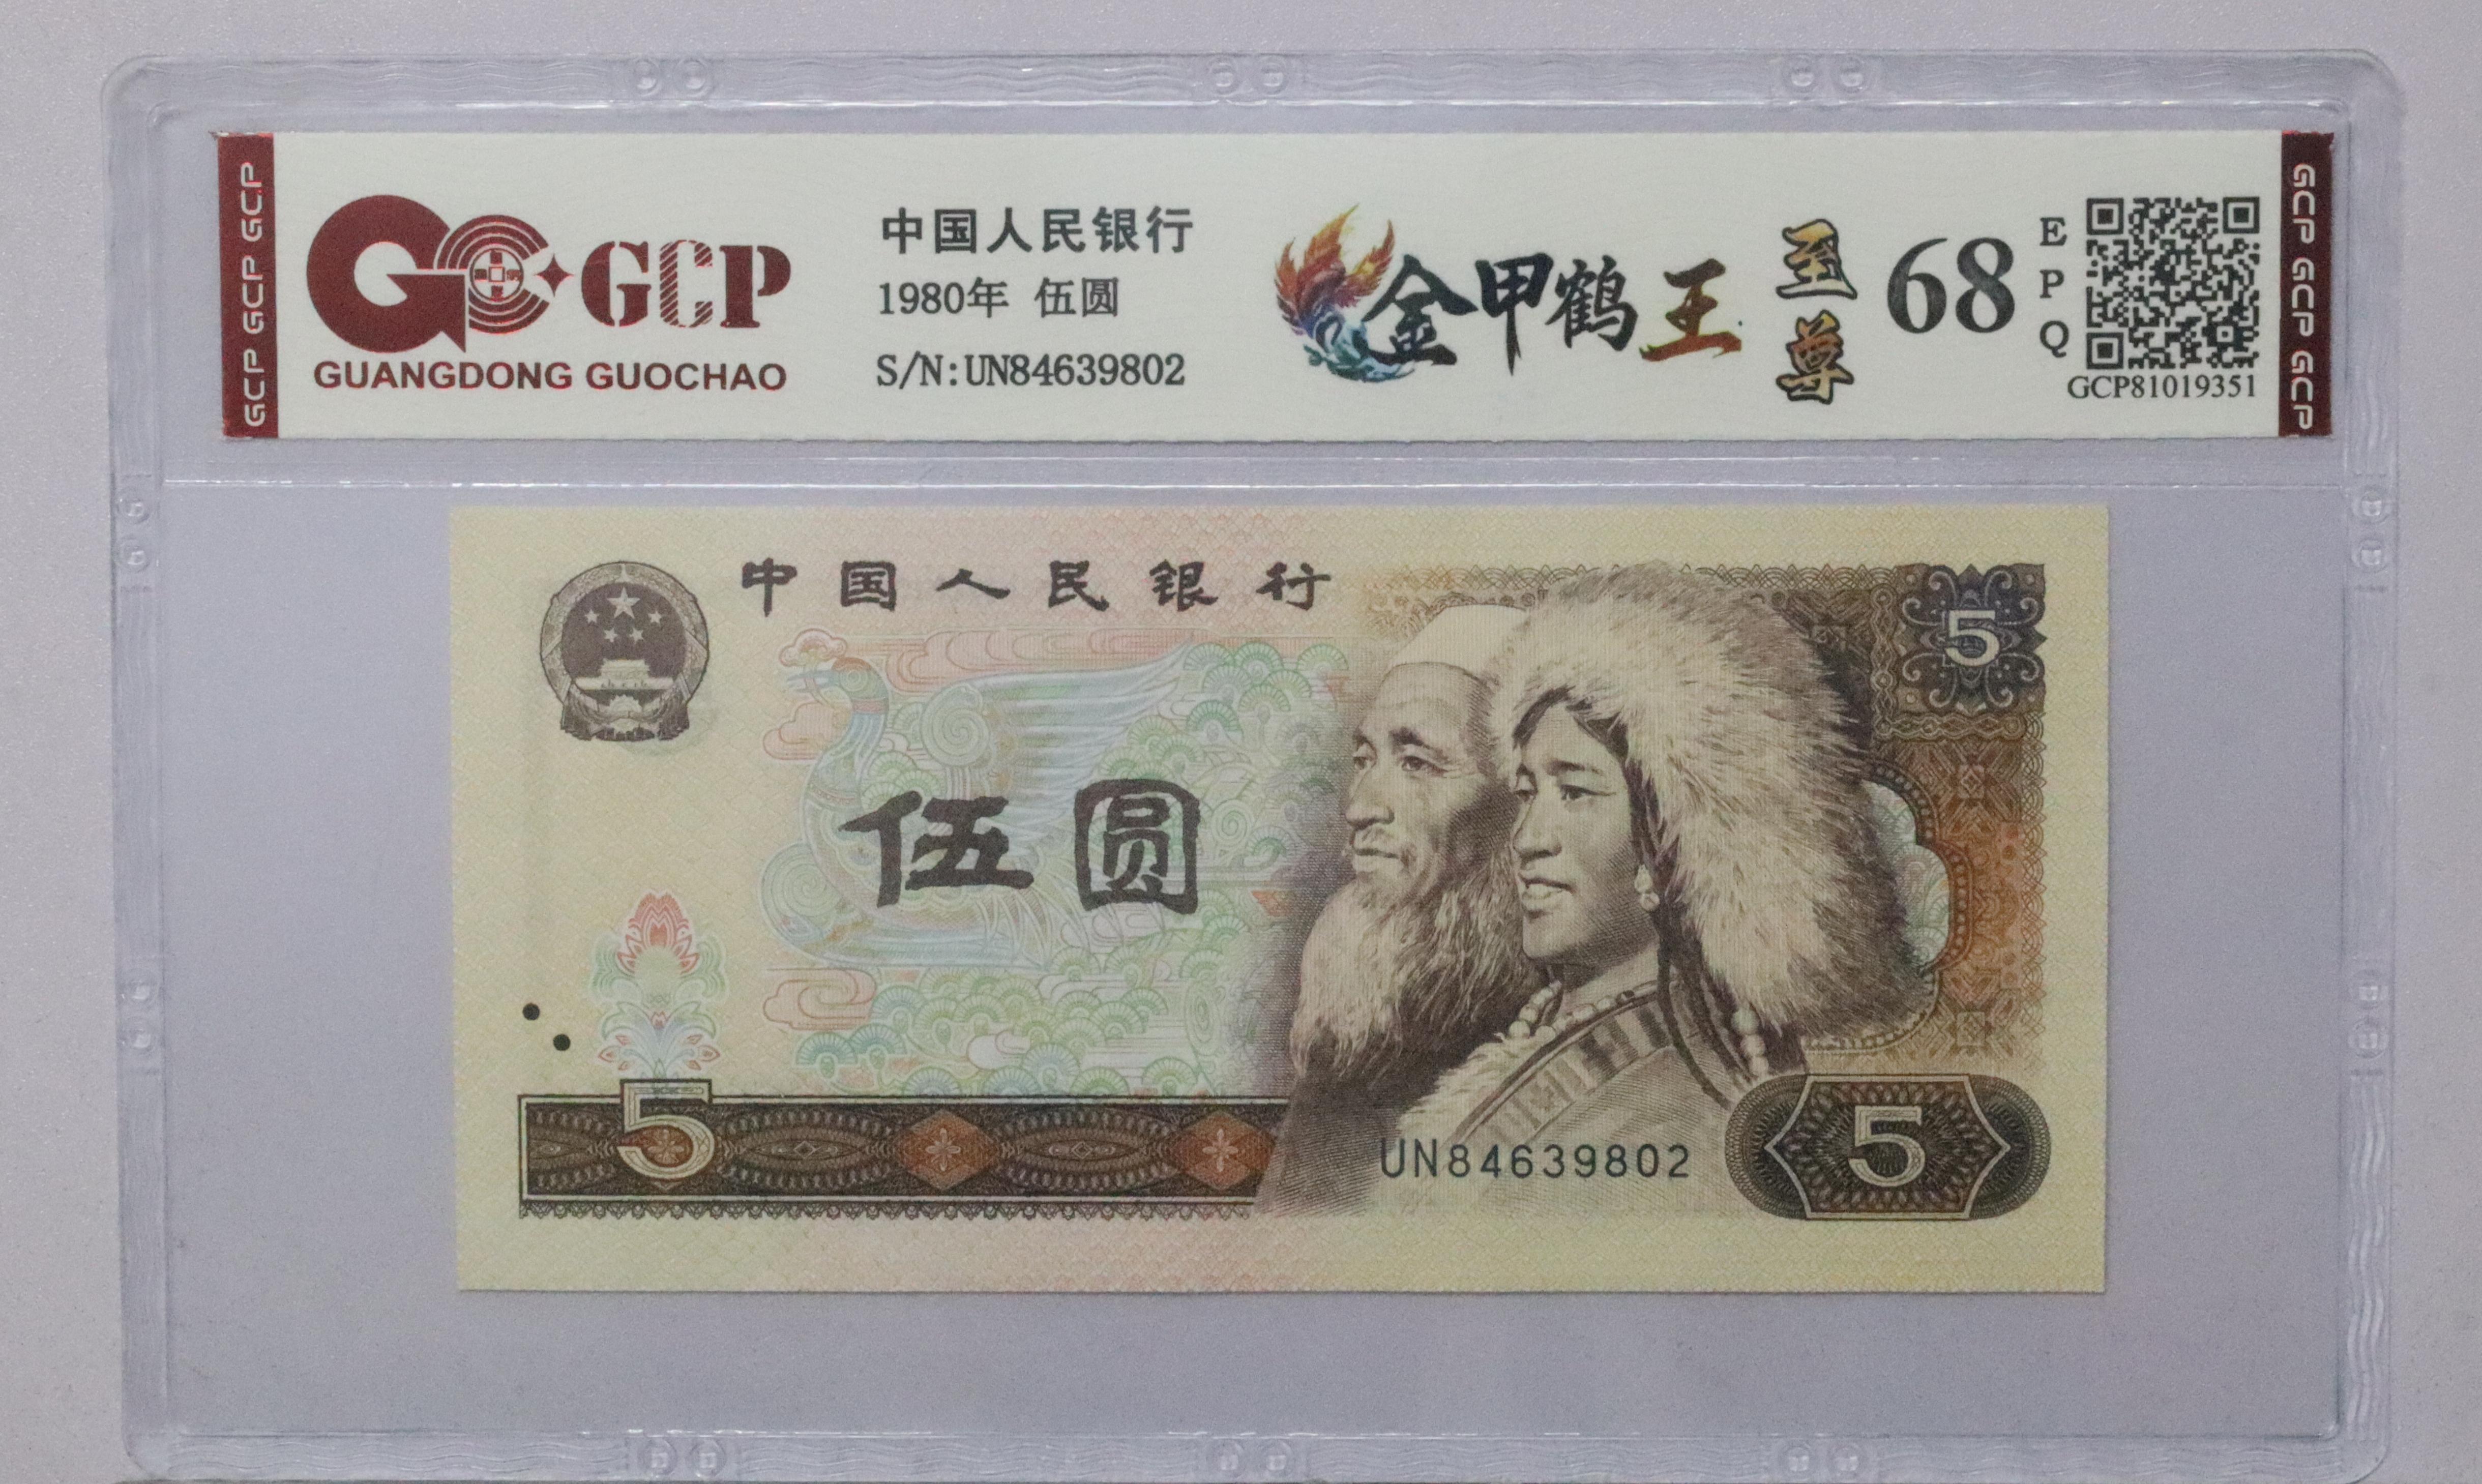 GCP GCP GCP
GCP
GUANGDONG GUOCHAO
中国人民银行
1980年 伍圆
S/N:UN84639802
金甲鹤王
至尊
68
EPQ
GCP81019351
GCP GCP GCP
中国人民银行
5
伍圆
5
UN84639802
5